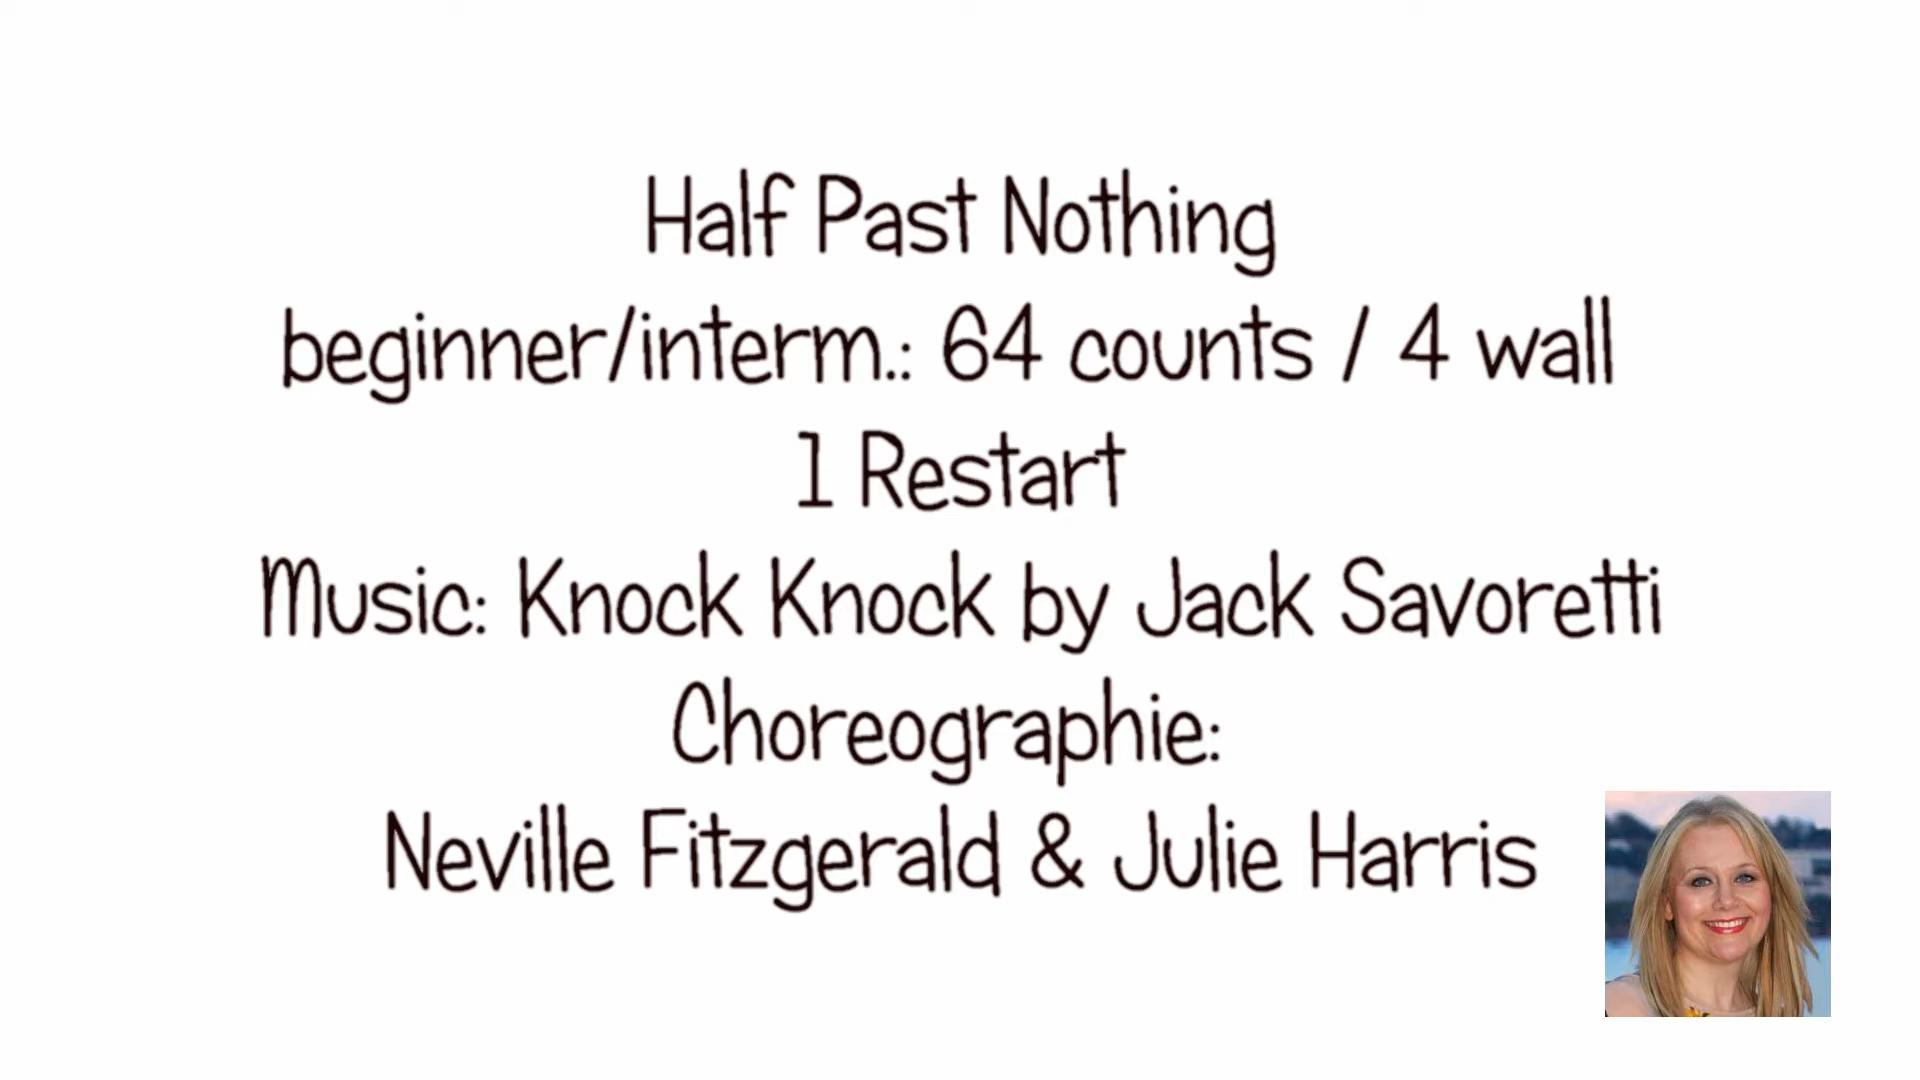 Half Past Nothing
beginner/interm.: 64 counts / 4 wall
1 Restart
Music: Knock Knock by Jack Savoretti
Choreographie:
Neville Fitzgerald & Julie Harris